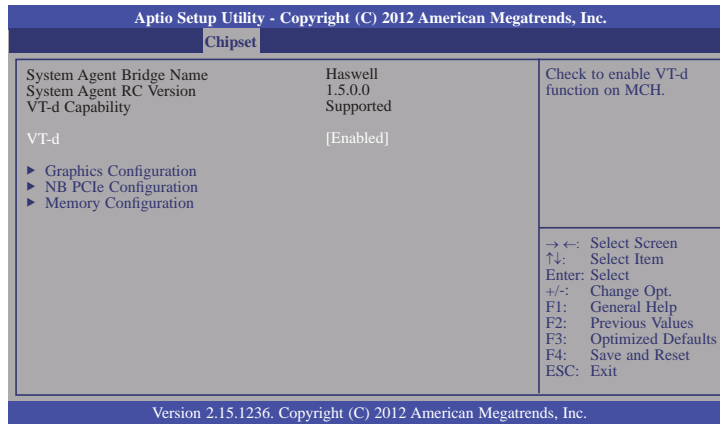 Aptio Setup Utility - Copyright (C) 2012 American Megatrends, Inc.
Chipset
System Agent Bridge Name Haswell
System Agent RC Version 1.5.0.0
VT-d Capability Supported
VT-d [Enabled]
► Graphics Configuration
► NB PCIe Configuration
► Memory Configuration
Check to enable VT-d
function on MCH.
→ ←: Select Screen
↑↓: Select Item
Enter: Select
+/-: Change Opt.
F1: General Help
F2: Previous Values
F3: Optimized Defaults
F4: Save and Reset
ESC: Exit
Version 2.15.1236. Copyright (C) 2012 American Megatrends, Inc.